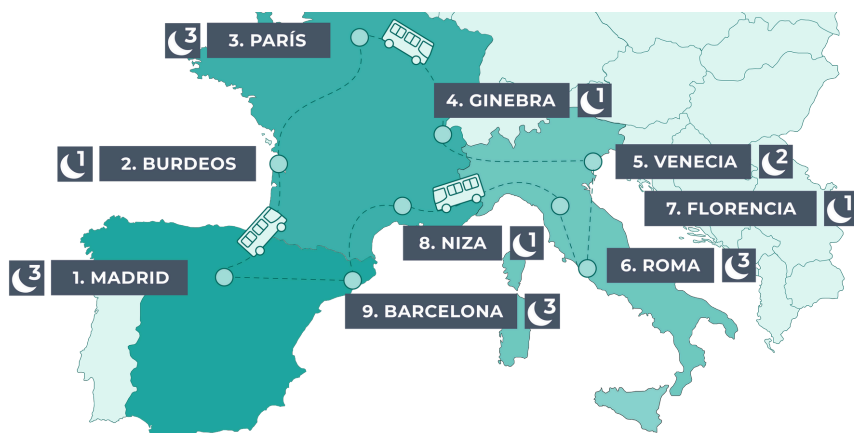 3
3. PARÍS
4. GINEBRA
1
1
2. BURDEOS
5. VENECIA
2
7. FLORENCIA
1
8. NIZA
1
3
1. MADRID
6. ROMA
3
9. BARCELONA
3